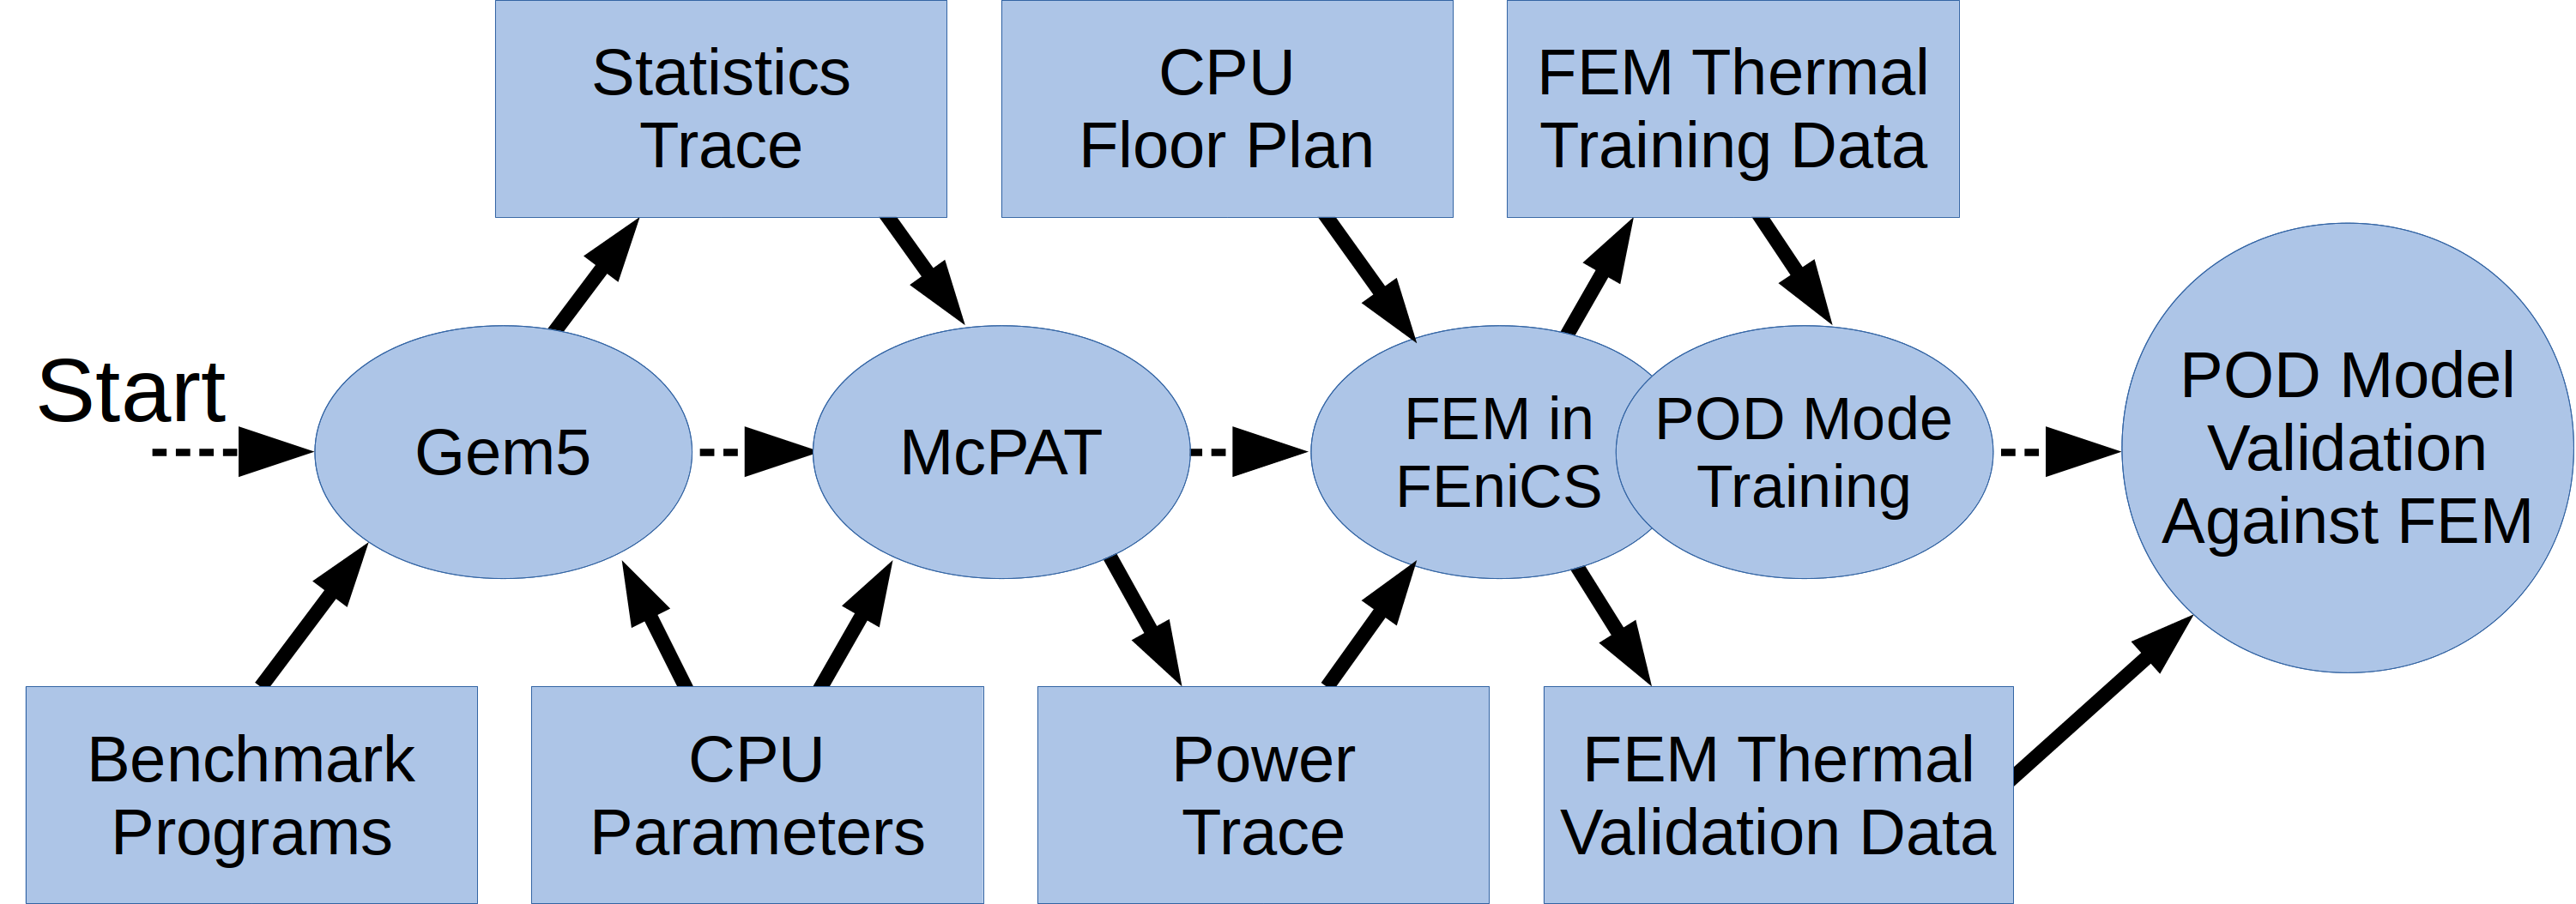 Statistics
Trace
CPU
Floor Plan
FEM Thermal
Training Data
Start
Gem5
McPAT
FEM in
FEniCS
POD Mode
Training
POD Model
Validation
Against FEM
Benchmark
Programs
CPU
Parameters
Power
Trace
FEM Thermal
Validation Data